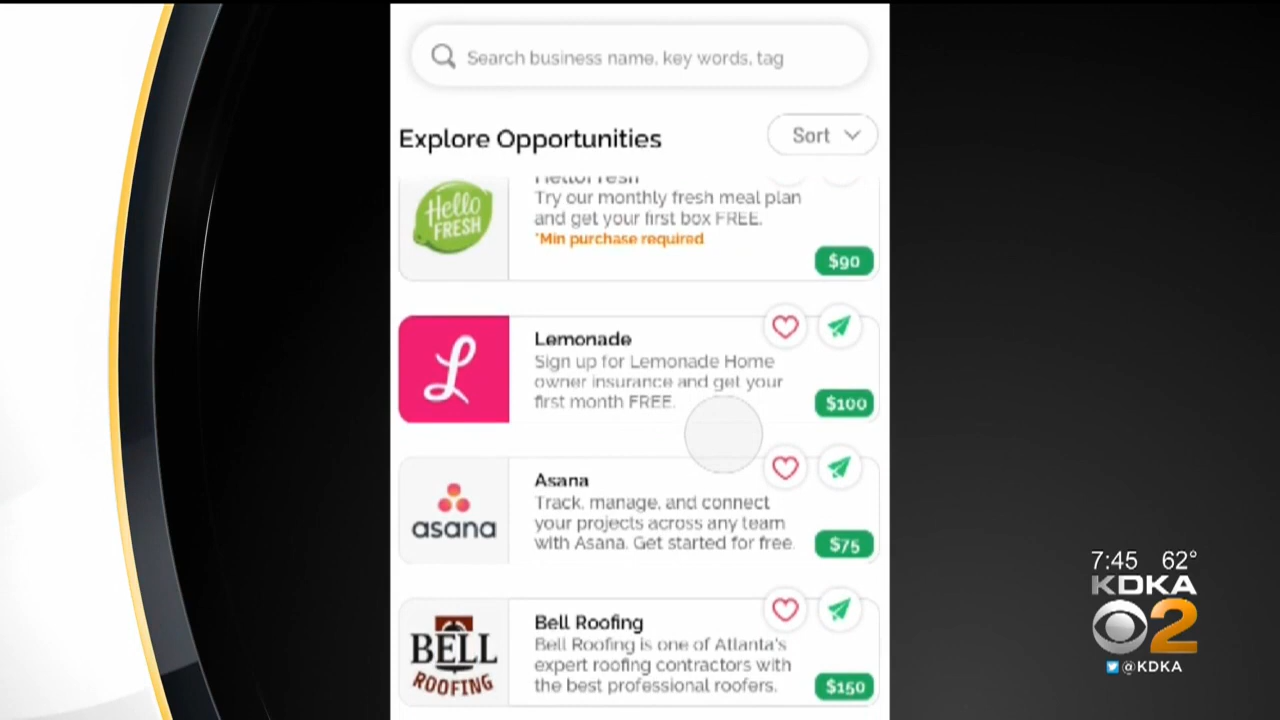 Search business name, key words, tag
Explore Opportunities
Sort
HelloFresh
Hello
FRESH
Try our monthly fresh meal plan
and get your first box FREE.
*Min purchase required
$90
L
Lemonade
Sign up for Lemonade Home
owner insurance and get your
first month FREE.
$100
asana
Asana
Track, manage, and connect
your projects across any team
with Asana. Get started for free.
$75
BELL
ROOFING
Bell Roofing
Bell Roofing is one of Atlanta's
expert roofing contractors with
the best professional roofers.
$150
7:45 62°
KDKA
2
@KDKA